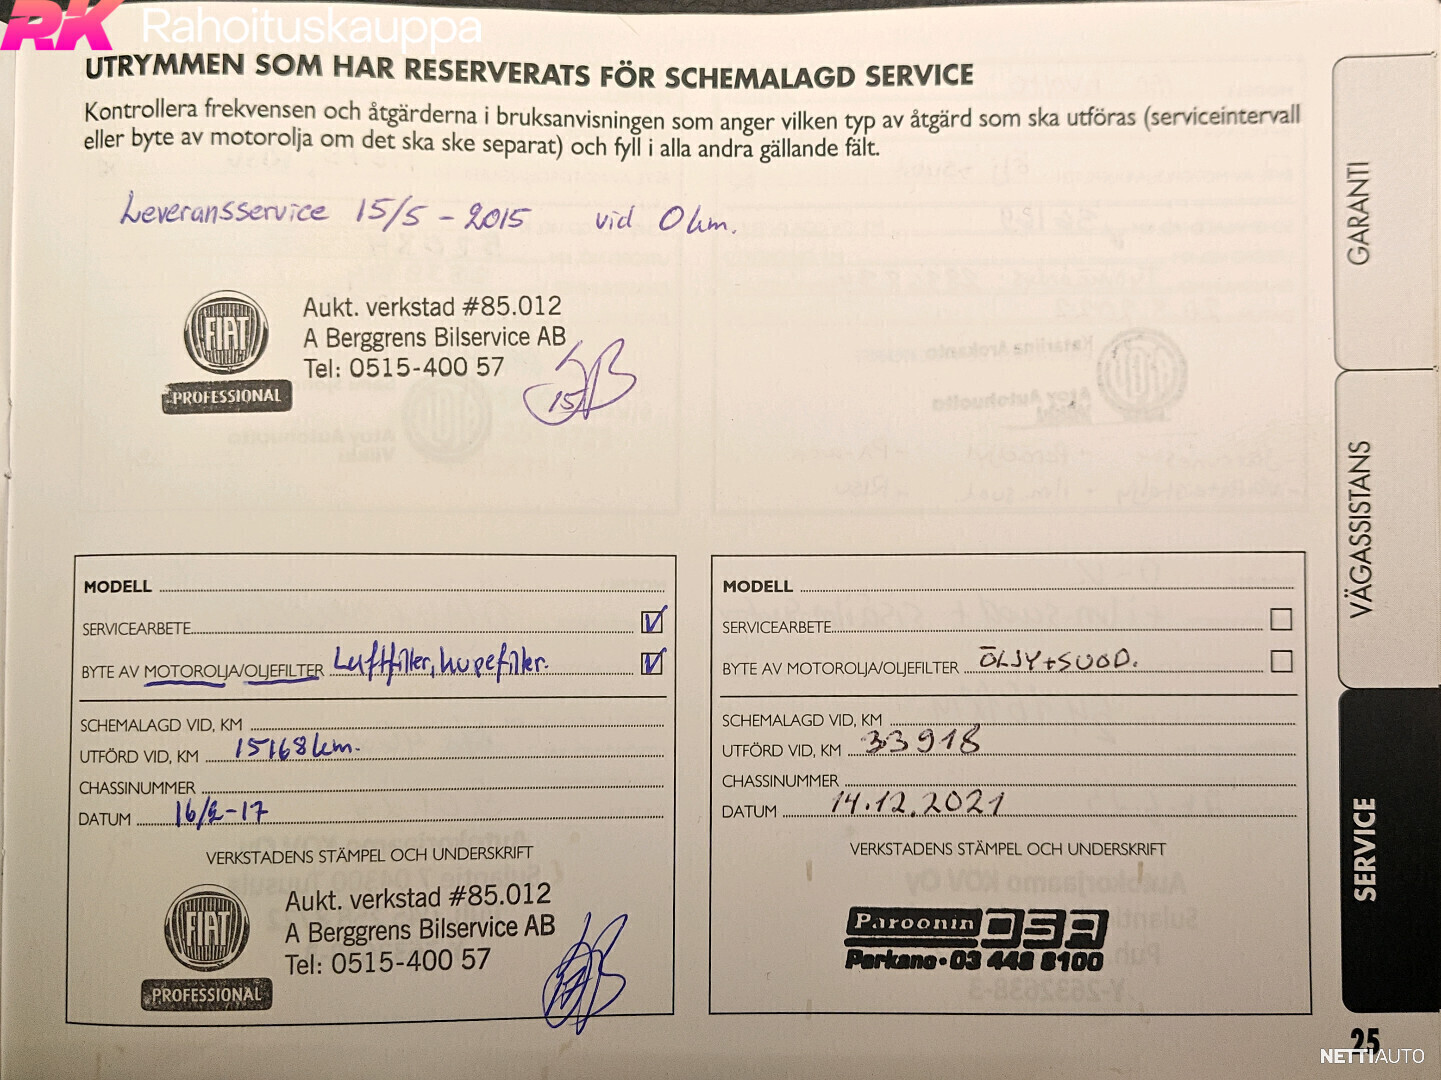 RK Rahoituskauppa
UTRYMMEN SOM HAR RESERVERATS FÖR SCHEMALAGD SERVICE
Kontrollera frekvensen och åtgärderna i bruksanvisningen som anger vilken typ av åtgärd som ska utföras (serviceintervall
eller byte av motorolja om det ska ske separat) och fyll i alla andra gällande fält.
Leveransservice 15/5-2015 vid 0 km.
FIAT
PROFESSIONAL
Aukt. verkstad #85.012
A Berggrens Bilservice AB
Tel: 0515-400 57
MODELL
SERVICEARBETE
BYTE AV MOTOROLJA/OLJEFILTER Luftfilter, kupefilter.
SCHEMALAGD VID, KM
UTFÖRD VID, KM 15168 km.
CHASSINUMMER
DATUM 16/2-17
VERKSTADENS STÄMPEL OCH UNDERSKRIFT
FIAT
PROFESSIONAL
Aukt. verkstad #85.012
A Berggrens Bilservice AB
Tel: 0515-400 57
MODELL
SERVICEARBETE
BYTE AV MOTOROLJA/OLJEFILTER ÖLJY+SUOD.
SCHEMALAGD VID, KM
UTFÖRD VID, KM 33918
CHASSINUMMER
DATUM 14.12.2021
VERKSTADENS STÄMPEL OCH UNDERSKRIFT
Paroonin
Parkano · 03 448 8100
GARANTI
VÄGASSISTANS
SERVICE
25
NETTIAUTO